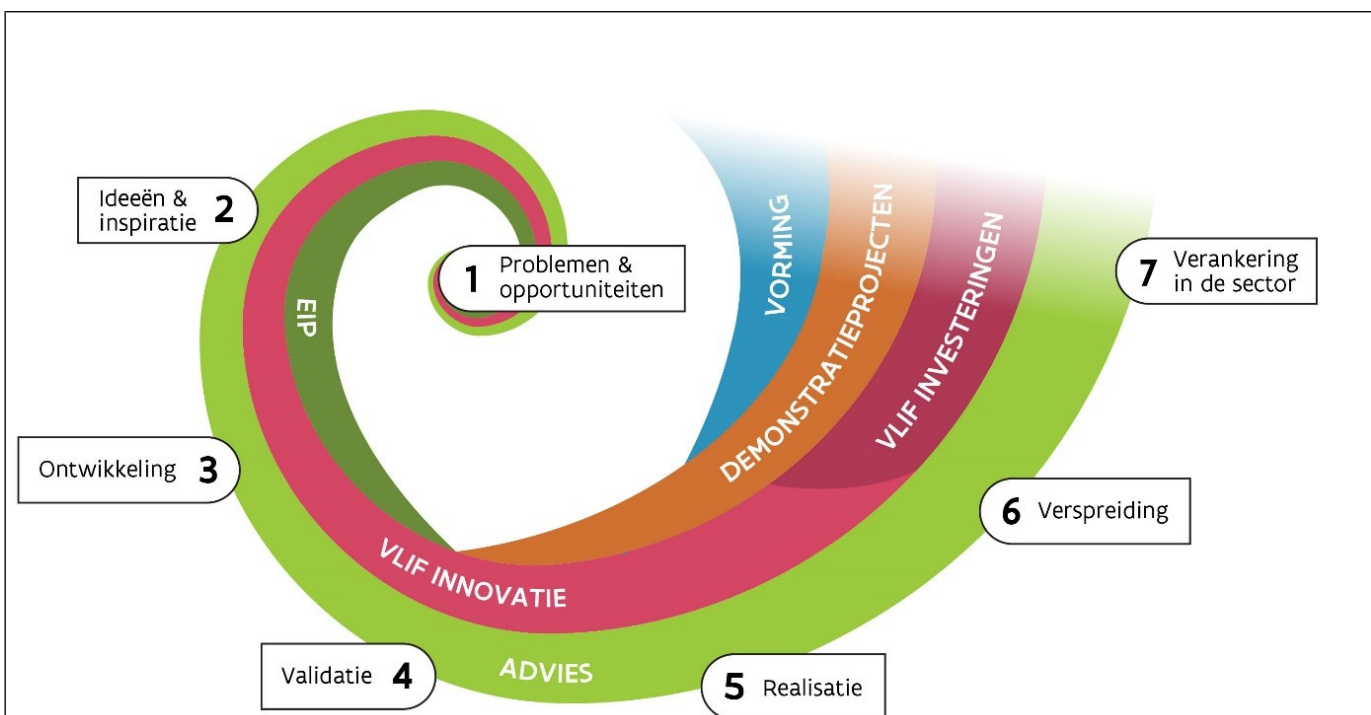 1 Problemen &
opportuniteiten
Ideeën &
inspiratie 2
Ontwikkeling 3
Validatie 4
5 Realisatie
6 Verspreiding
7 Verankering
in de sector
EIP
VLIF INNOVATIE
ADVIES
VORMING
DEMONSTRATIEPROJECTEN
VLIF INVESTERINGEN